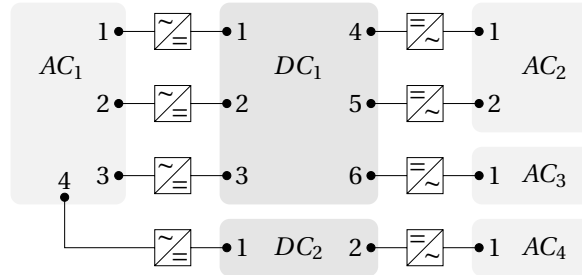 1 ~ = 1 4 = ~ 1
AC₁ DC₁ AC₂
2 ~ = 2 5 = ~ 2
3 ~ = 3 6 = ~ 1 AC₃
4
~ = 1 DC₂ 2 = ~ 1 AC₄